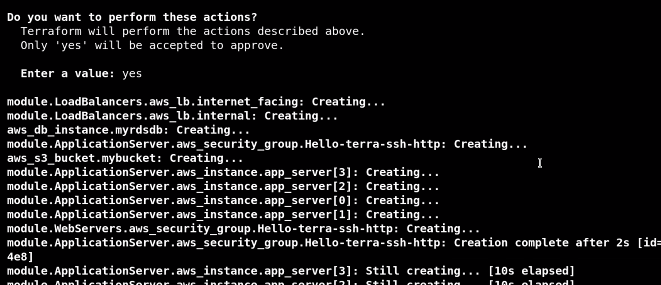 Do you want to perform these actions?
  Terraform will perform the actions described above.
  Only 'yes' will be accepted to approve.

  Enter a value: yes

module.LoadBalancers.aws_lb.internet_facing: Creating...
module.LoadBalancers.aws_lb.internal: Creating...
aws_db_instance.myrdsdb: Creating...
module.ApplicationServer.aws_security_group.Hello-terra-ssh-http: Creating...
aws_s3_bucket.mybucket: Creating...
module.ApplicationServer.aws_instance.app_server[3]: Creating...
module.ApplicationServer.aws_instance.app_server[2]: Creating...
module.ApplicationServer.aws_instance.app_server[0]: Creating...
module.ApplicationServer.aws_instance.app_server[1]: Creating...
module.WebServers.aws_security_group.Hello-terra-ssh-http: Creating...
module.ApplicationServer.aws_security_group.Hello-terra-ssh-http: Creation complete after 2s [id=
4e8]
module.ApplicationServer.aws_instance.app_server[3]: Still creating... [10s elapsed]
module.ApplicationServer.aws_instance.app_server[2]: Still creating... [10s elapsed]